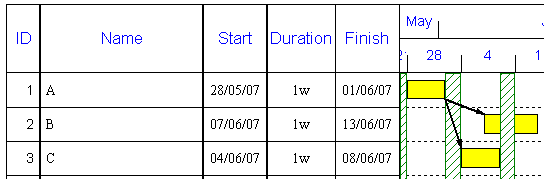 May
ID Name Start Duration Finish
28 4 1
1 A 28/05/07 1w 01/06/07
2 B 07/06/07 1w 13/06/07
3 C 04/06/07 1w 08/06/07